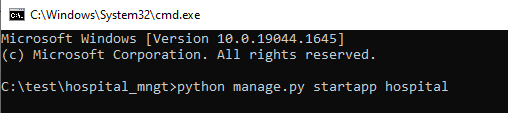 C:\Windows\System32\cmd.exe
Microsoft Windows [Version 10.0.19044.1645]
(c) Microsoft Corporation. All rights reserved.
C:\test\hospital_mngt>python manage.py startapp hospital